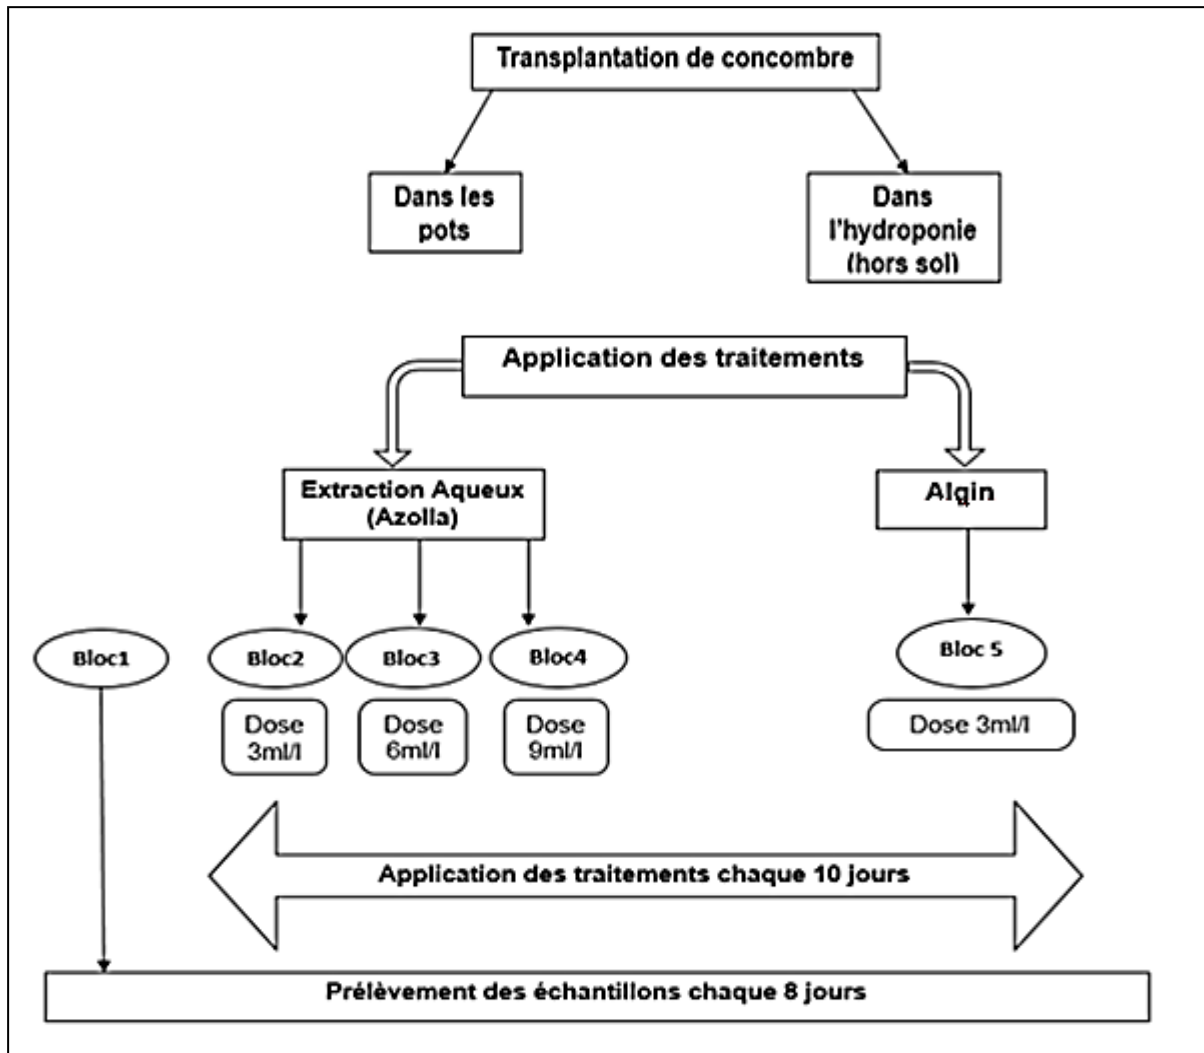 Transplantation de concombre
Dans les
pots
Dans
l'hydroponie
(hors sol)
Application des traitements
Extraction Aqueux
(Azolla)
Algin
Bloc1
Bloc2
Bloc3
Bloc4
Bloc 5
Dose
3ml/l
Dose
6ml/l
Dose
9ml/l
Dose 3ml/l
Application des traitements chaque 10 jours
Prélèvement des échantillons chaque 8 jours